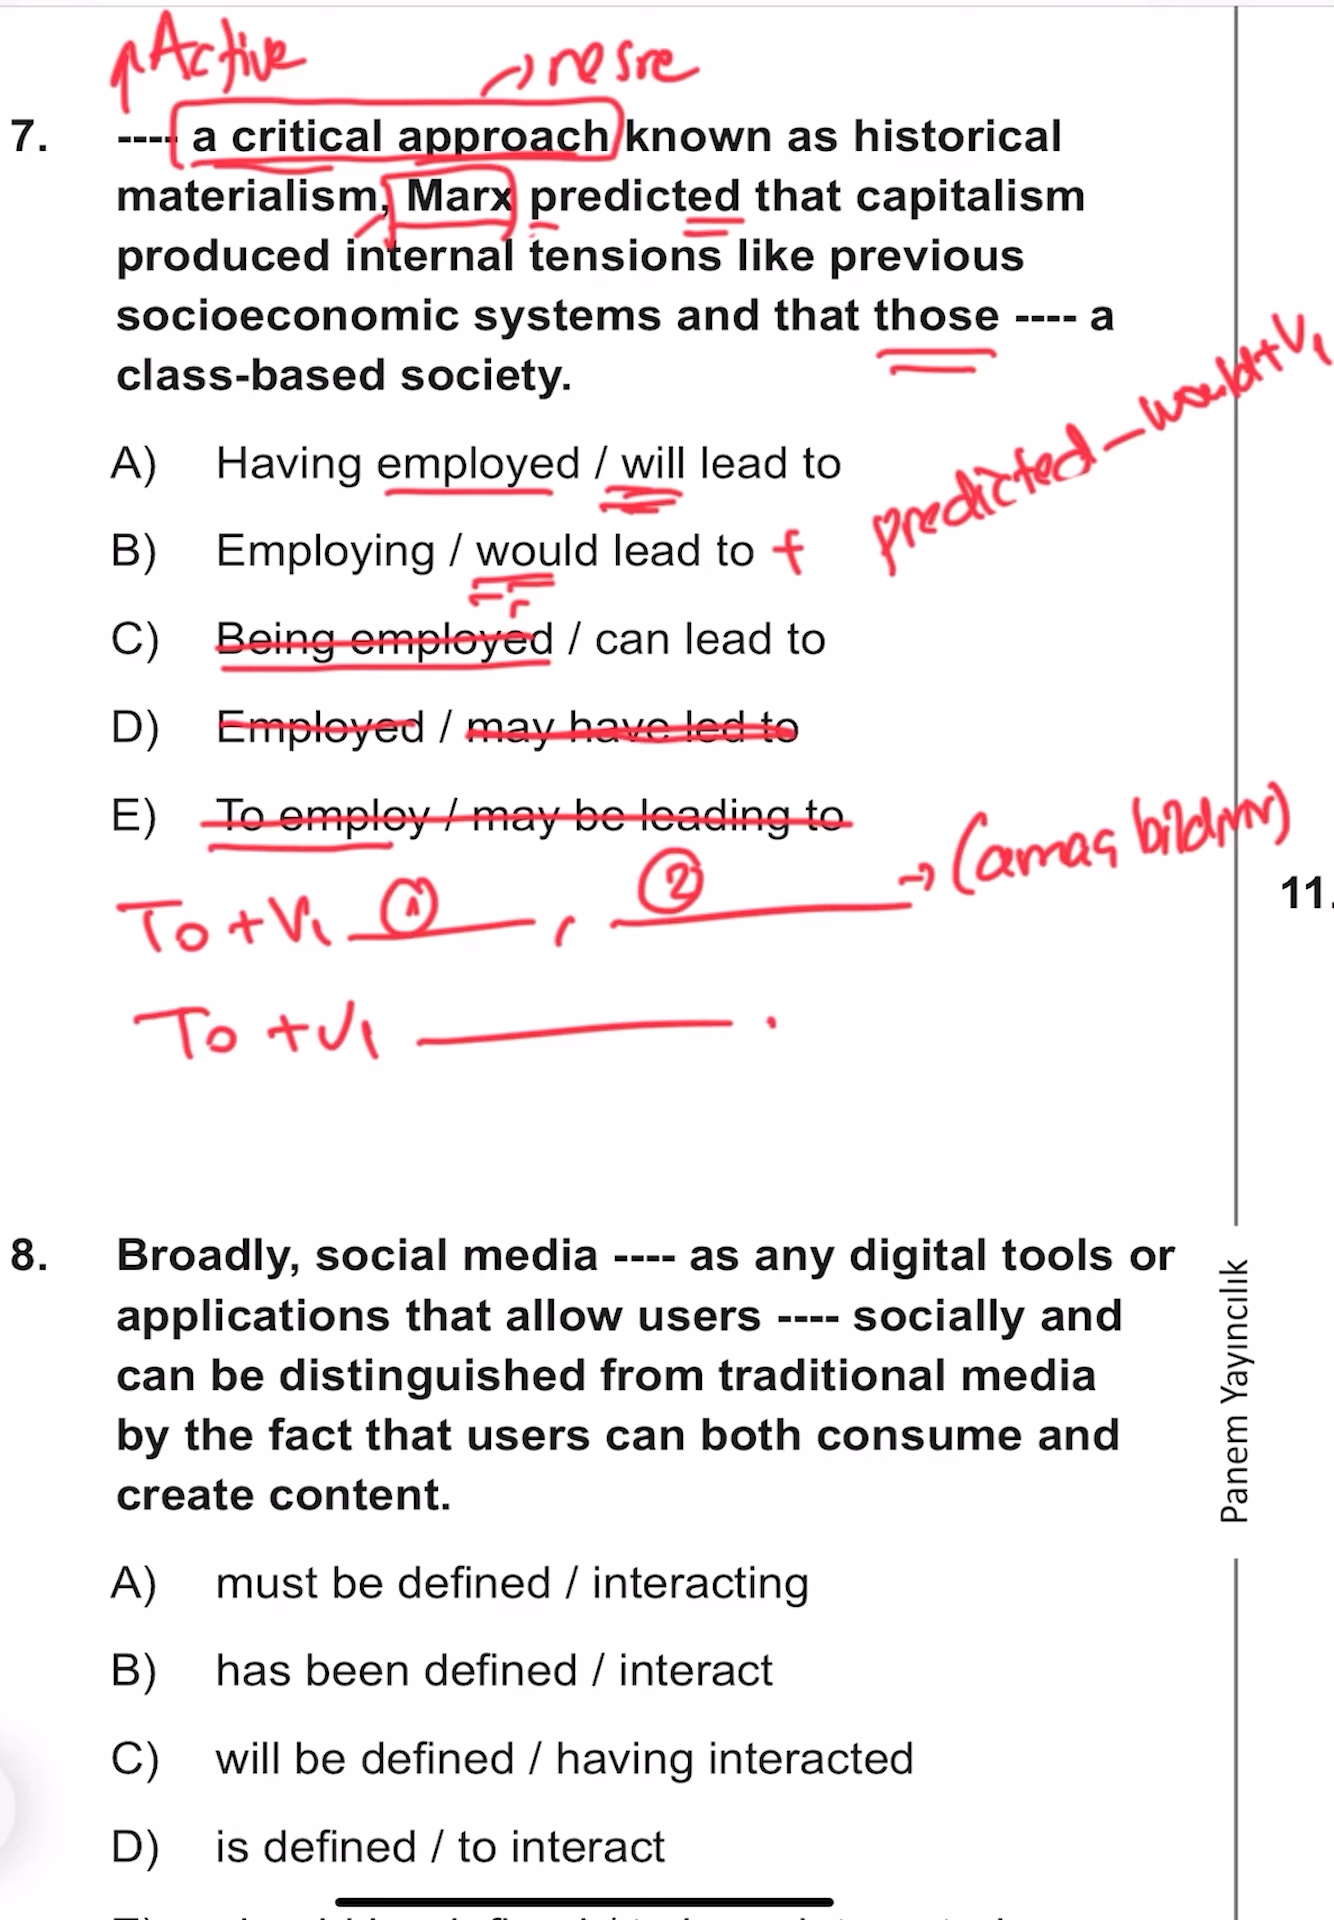 Active
nesne
7. ---- a critical approach known as historical
materialism, Marx predicted that capitalism
produced internal tensions like previous
socioeconomic systems and that those ---- a
class-based society.
predicted – would + V1
A) Having employed / will lead to
B) Employing / would lead to
C) Being employed / can lead to
D) Employed / may have led to
E) To employ / may be leading to
To + V1 ① , ② → (amaç bildirir)
To + V1 .
11.
8. Broadly, social media ---- as any digital tools or
applications that allow users ---- socially and
can be distinguished from traditional media
by the fact that users can both consume and
create content.
A) must be defined / interacting
B) has been defined / interact
C) will be defined / having interacted
D) is defined / to interact
Panem Yayıncılık